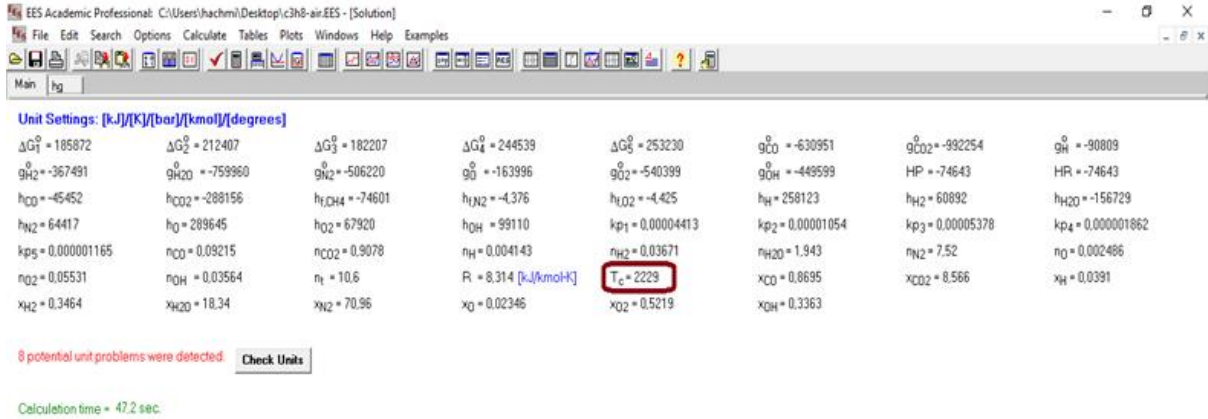 EES Academic Professional: C:\Users\hachmi\Desktop\c3h8-air.EES - [Solution]
File Edit Search Options Calculate Tables Plots Windows Help Examples
Main hg
Unit Settings: [kJ]/[K]/[bar]/[kmol]/[degrees]
ΔG°1 = 185872 ΔG°2 = 212407 ΔG°3 = 182207 ΔG°4 = 244539 ΔG°5 = 253230 g°CO = -630951 g°CO2 = -992254 g°H = -90809
g°H2 = -367491 g°H2O = -759960 g°N2 = -506220 g°O = -163996 g°O2 = -540399 g°OH = -449599 HP = -74643 HR = -74643
hCO = -45452 hCO2 = -288156 hf,CH4 = -74601 hf,N2 = -4,376 hf,O2 = -4,425 hH = 258123 hH2 = 60892 hH2O = -156729
hN2 = 64417 hO = 289645 hO2 = 67920 hOH = 99110 kp1 = 0,00004413 kp2 = 0,00001054 kp3 = 0,00005378 kp4 = 0,000001862
kp5 = 0,000001165 nCO = 0,09215 nCO2 = 0,9078 nH = 0,004143 nH2 = 0,03671 nH2O = 1,943 nN2 = 7,52 nO = 0,002486
nO2 = 0,05531 nOH = 0,03564 nt = 10,6 R = 8,314 [kJ/kmol-K] Tc = 2229 xCO = 0,8695 xCO2 = 8,566 xH = 0,0391
xH2 = 0,3464 xH2O = 18,34 xN2 = 70,96 xO = 0,02346 xO2 = 0,5219 xOH = 0,3363
8 potential unit problems were detected. Check Units
Calculation time = 47,2 sec.